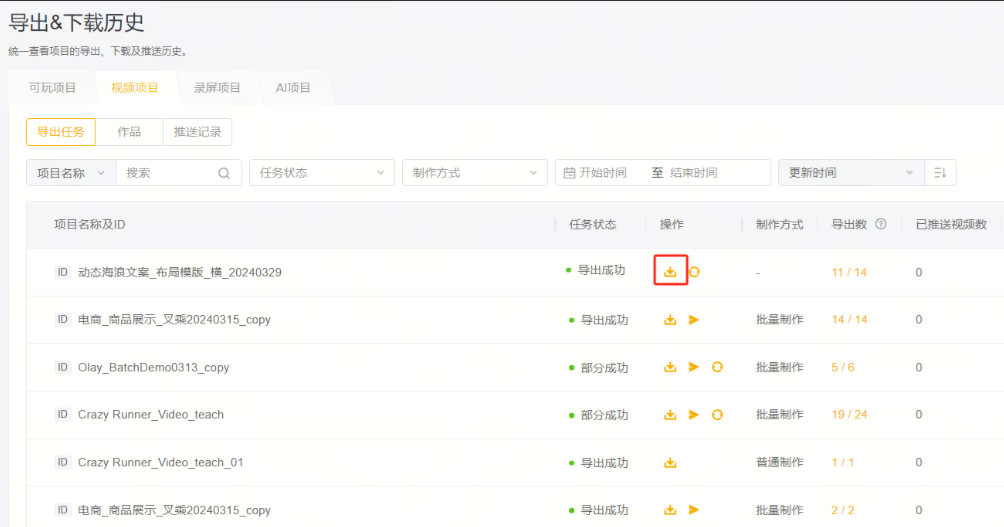 导出&下载历史
统一查看项目的导出、下载及推送历史。
可玩项目 视频项目 录屏项目 AI项目
导出任务 作品 推送记录
项目名称 搜索 任务状态 制作方式 开始时间 至 结束时间 更新时间
项目名称及ID 任务状态 操作 制作方式 导出数 已推送视频数
ID 动态海浪文案_布局模版_横_20240329 导出成功 - 11 / 14 0
ID 电商_商品展示_叉乘20240315_copy 导出成功 批量制作 14 / 14 0
ID Olay_BatchDemo0313_copy 部分成功 批量制作 5 / 6 0
ID Crazy Runner_Video_teach 部分成功 批量制作 19 / 24 0
ID Crazy Runner_Video_teach_01 导出成功 普通制作 1 / 1 0
ID 电商_商品展示_叉乘20240315_copy 导出成功 批量制作 2 / 2 0